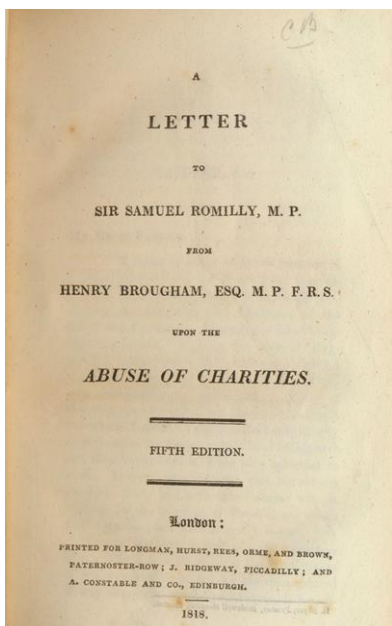 A
LETTER
TO
SIR SAMUEL ROMILLY, M. P.
FROM
HENRY BROUGHAM, ESQ. M. P. F. R. S.
UPON THE
ABUSE OF CHARITIES.
FIFTH EDITION.
London:
PRINTED FOR LONGMAN, HURST, REES, ORME, AND BROWN,
PATERNOSTER-ROW; J. RIDGEWAY, PICCADILLY; AND
A. CONSTABLE AND CO., EDINBURGH.
1818.